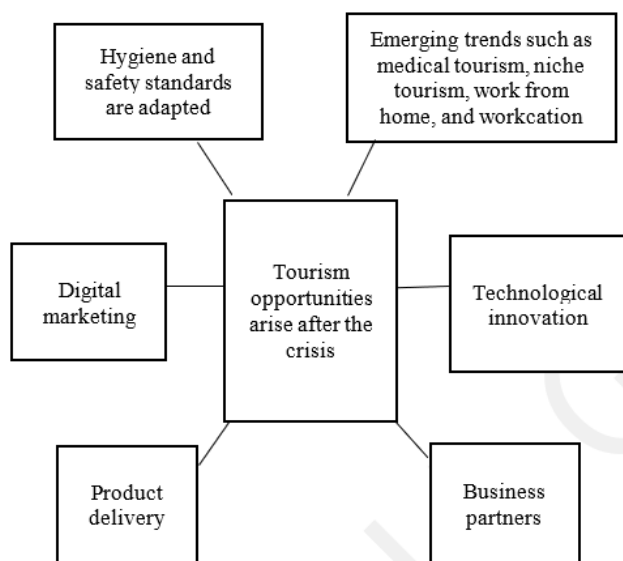 Hygiene and
safety standards
are adapted
Emerging trends such as
medical tourism, niche
tourism, work from
home, and workcation
Digital
marketing
Tourism
opportunities
arise after the
crisis
Technological
innovation
Product
delivery
Business
partners